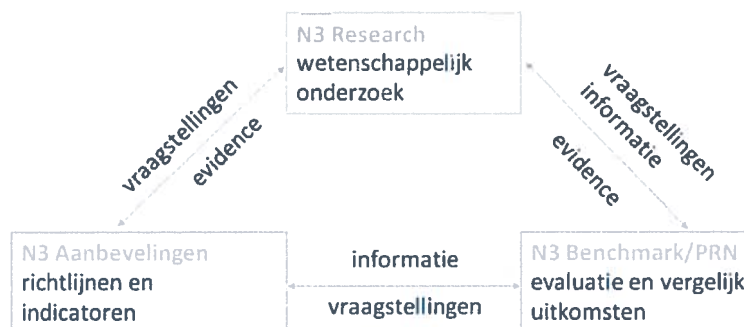 N3 Research
wetenschappelijk
onderzoek
vraagstellingen
evidence
vraagstellingen
informatie
evidence
N3 Aanbevelingen
richtlijnen en
indicatoren
informatie
vraagstellingen
N3 Benchmark/PRN
evaluatie en vergelijk
uitkomsten